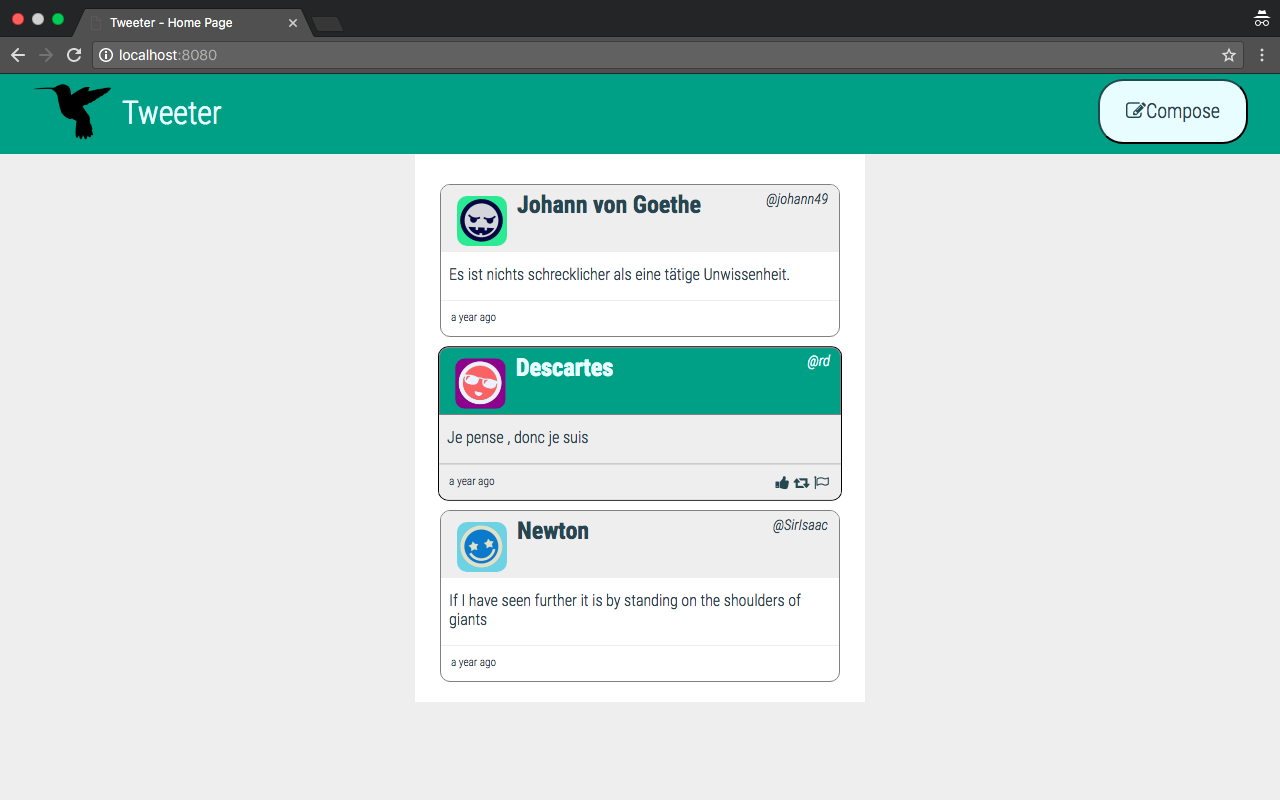 Tweeter - Home Page
localhost:8080
Tweeter
Compose
Johann von Goethe
@johann49
Es ist nichts schrecklicher als eine tätige Unwissenheit.
a year ago
Descartes
@rd
Je pense , donc je suis
a year ago
Newton
@SirIsaac
If I have seen further it is by standing on the shoulders of
giants
a year ago